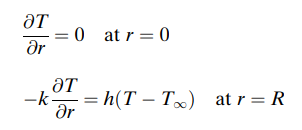 ∂T/∂r = 0 at r = 0
−k ∂T/∂r = h(T − T∞) at r = R